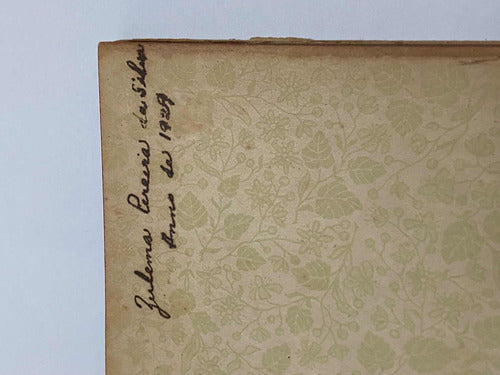 Zulema Pereira da Silva
Anno de 1929